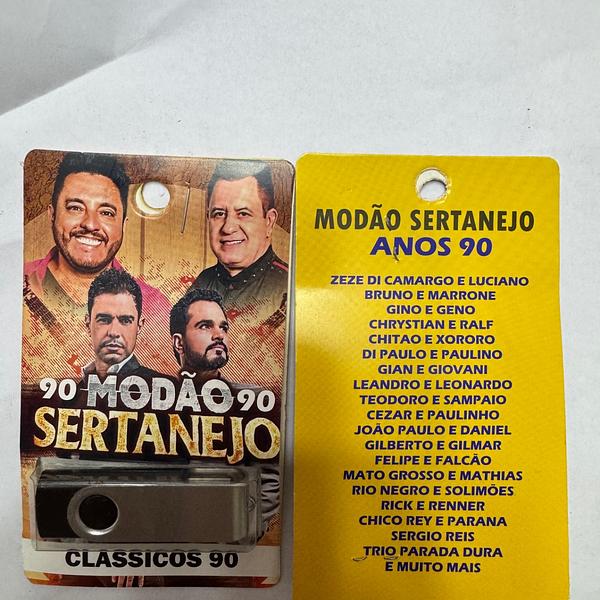 90 MODÃO 90
SERTANEJO
CLÁSSICOS 90
MODÃO SERTANEJO
ANOS 90
ZEZE DI CAMARGO E LUCIANO
BRUNO E MARRONE
GINO E GENO
CHRYSTIAN E RALF
CHITAO E XORORO
DI PAULO E PAULINO
GIAN E GIOVANI
LEANDRO E LEONARDO
TEODORO E SAMPAIO
CEZAR E PAULINHO
JOÃO PAULO E DANIEL
GILBERTO E GILMAR
FELIPE E FALCÃO
MATO GROSSO E MATHIAS
RIO NEGRO E SOLIMÕES
RICK E RENNER
CHICO REY E PARANA
SERGIO REIS
TRIO PARADA DURA
E MUITO MAIS